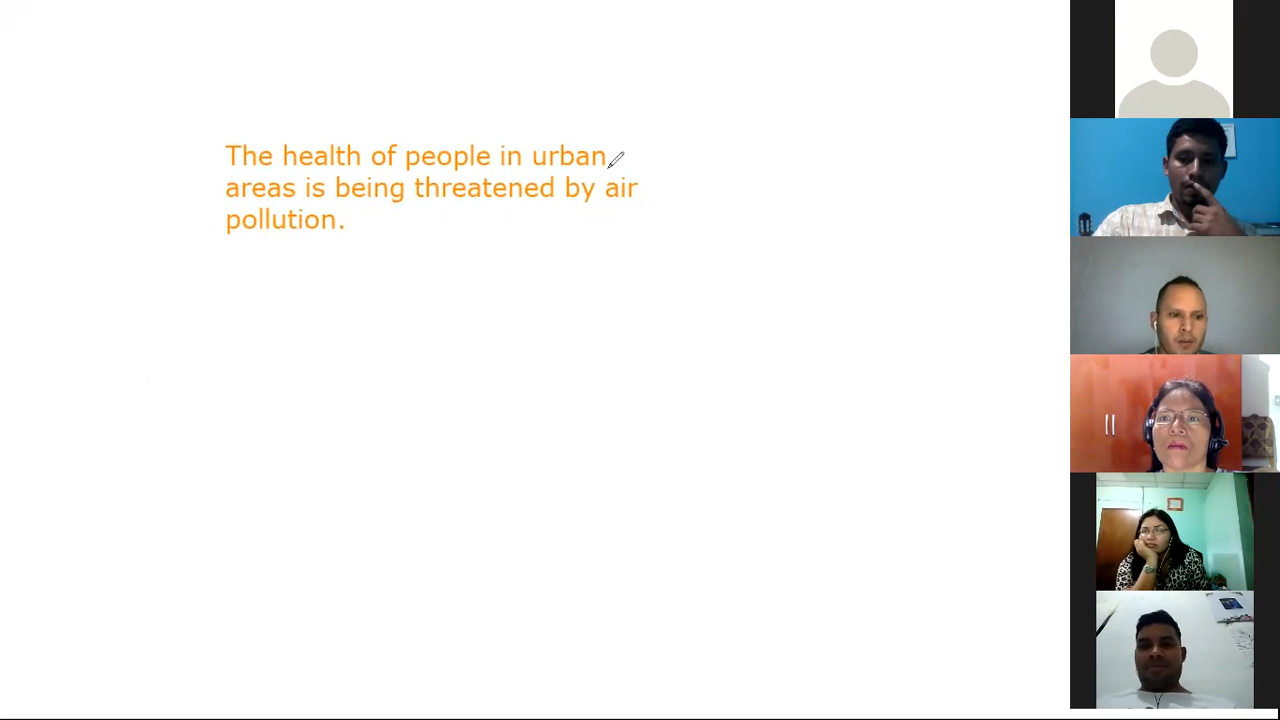 The health of people in urban
areas is being threatened by air
pollution.